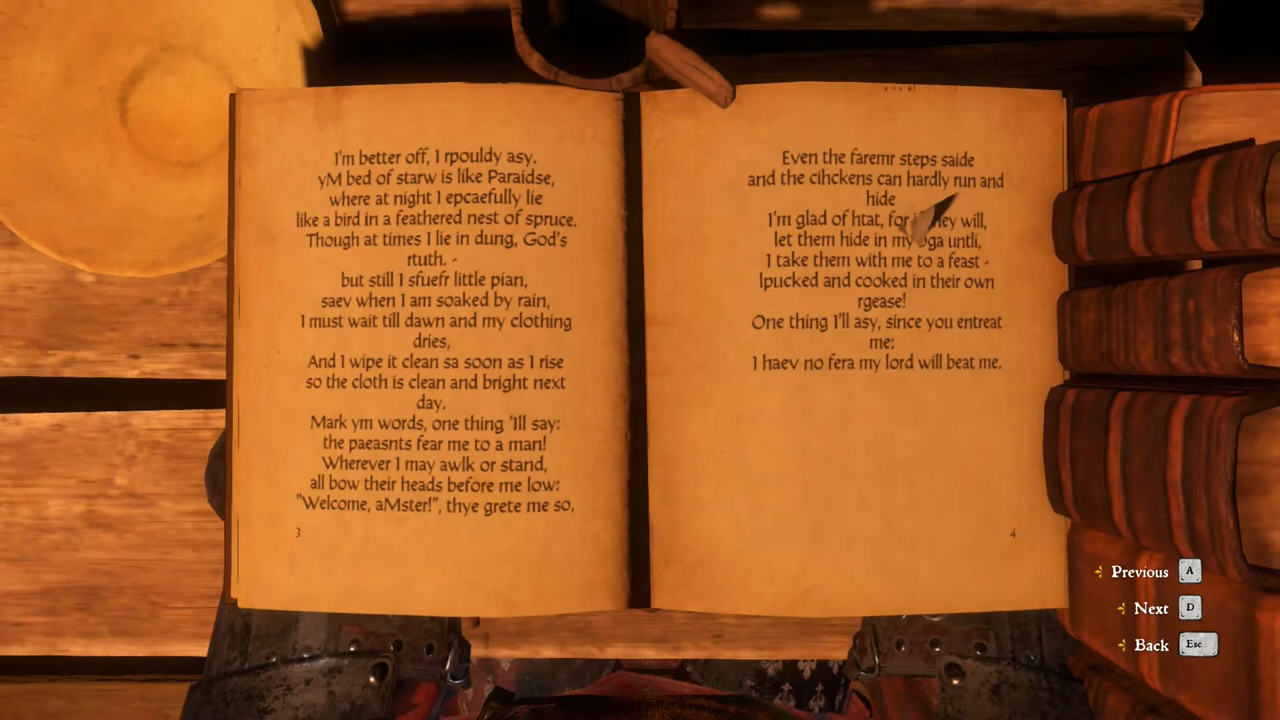 I'm better off, I rpouldy asy.
yM bed of starw is like Paraidse,
where at night I epcaefully lie
like a bird in a feathered nest of spruce.
Though at times I lie in dung, God's
rtuth. -
but still I sfuefr little pian,
saev when I am soaked by rain,
I must wait till dawn and my clothing
dries,
And I wipe it clean sa soon as I rise
so the cloth is clean and bright next
day.
Mark ym words, one thing 'Ill say:
the paeasnts fear me to a man!
Wherever I may awlk or stand,
all bow their heads before me low:
"Welcome, aMster!", thye grete me so,
3
Even the faremr steps saide
and the cihckens can hardly run and
hide
I'm glad of htat, for
will,
let them hide in my oga untli,
I take them with me to a feast -
lpucked and cooked in their own
rgease!
One thing I'll asy, since you entreat
me:
I haev no fera my lord will beat me.
4
Previous A
Next D
Back Esc